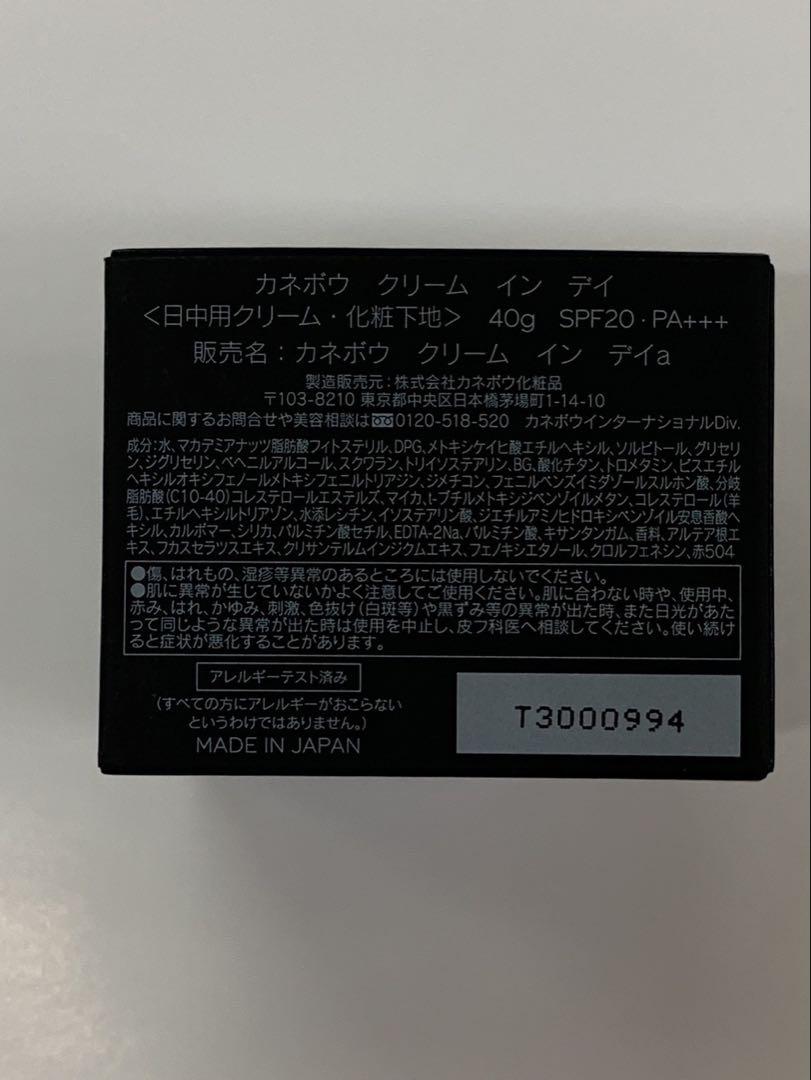 カネボウ クリーム イン デイ
<日中用クリーム・化粧下地> 40g SPF20・PA+++
販売名:カネボウ クリーム イン デイa
製造販売元:株式会社カネボウ化粧品
〒103-8210 東京都中央区日本橋茅場町1-14-10
商品に関するお問合せや美容相談は 0120-518-520 カネボウインターナショナルDiv.
成分:水、マカデミアナッツ脂肪酸フィトステリル、DPG、メトキシケイヒ酸エチルヘキシル、ソルビトール、グリセリ
ン、ジグリセリン、ベヘニルアルコール、スクワラン、トリイソステアリン、BG、酸化チタン、トロメタミン、ビスエチル
ヘキシルオキシフェノールメトキシフェニルトリアジン、ジメチコン、フェニルベンズイミダゾールスルホン酸、分岐
脂肪酸(C10-40)コレステロールエステルズ、マイカ、t-ブチルメトキシジベンゾイルメタン、コレステロール(羊
毛)、エチルヘキシルトリアゾン、水添レシチン、イソステアリン酸、ジエチルアミノヒドロキシベンゾイル安息香酸ヘ
キシル、カルボマー、シリカ、パルミチン酸セチル、EDTA-2Na、パルミチン酸、キサンタンガム、香料、アルテア根エ
キス、フカスセラツスエキス、クリサンテルムインジクムエキス、フェノキシエタノール、クロルフェネシン、赤504
●傷、はれもの、湿疹等異常のあるところには使用しないでください。
●肌に異常が生じていないかよく注意してご使用ください。肌に合わない時や、使用中、
赤み、はれ、かゆみ、刺激、色抜け(白斑等)や黒ずみ等の異常が出た時、また日光があた
って同じような異常が出た時は使用を中止し、皮フ科医へ相談してください。使い続け
ると症状が悪化することがあります。
アレルギーテスト済み
(すべての方にアレルギーがおこらない
というわけではありません。)
MADE IN JAPAN
T3000994